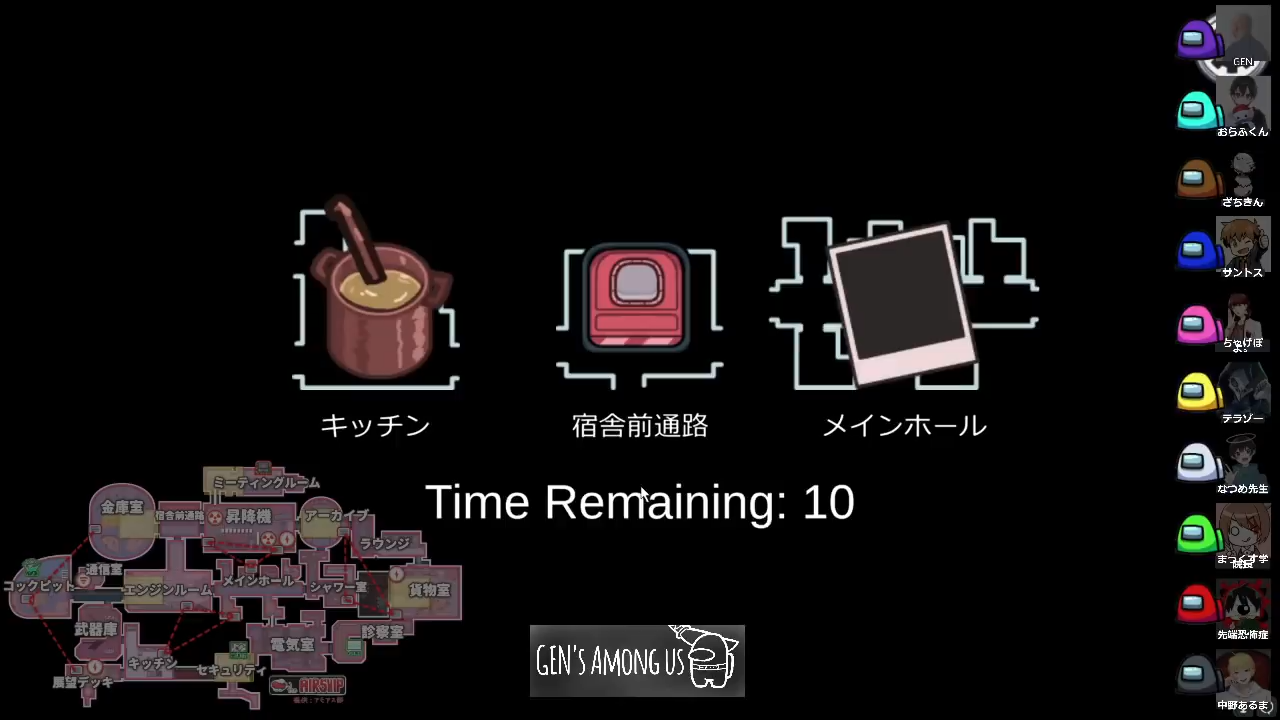 GEN
おらふくん
ざちきん
サントス
テラゾー
なつめ先生
先端恐怖症
中野あるま
キッチン
宿舎前通路
メインホール
Time Remaining: 10
ミーティングルーム
金庫室
宿舎前通路
昇降機
アーカイブ
ラウンジ
コックピット
通信室
エンジンルーム
メインホール
シャワー室
貨物室
武器庫
電気室
診察室
キッチン
セキュリティ
展望デッキ
AIRSHIP
GEN'S AMONG US